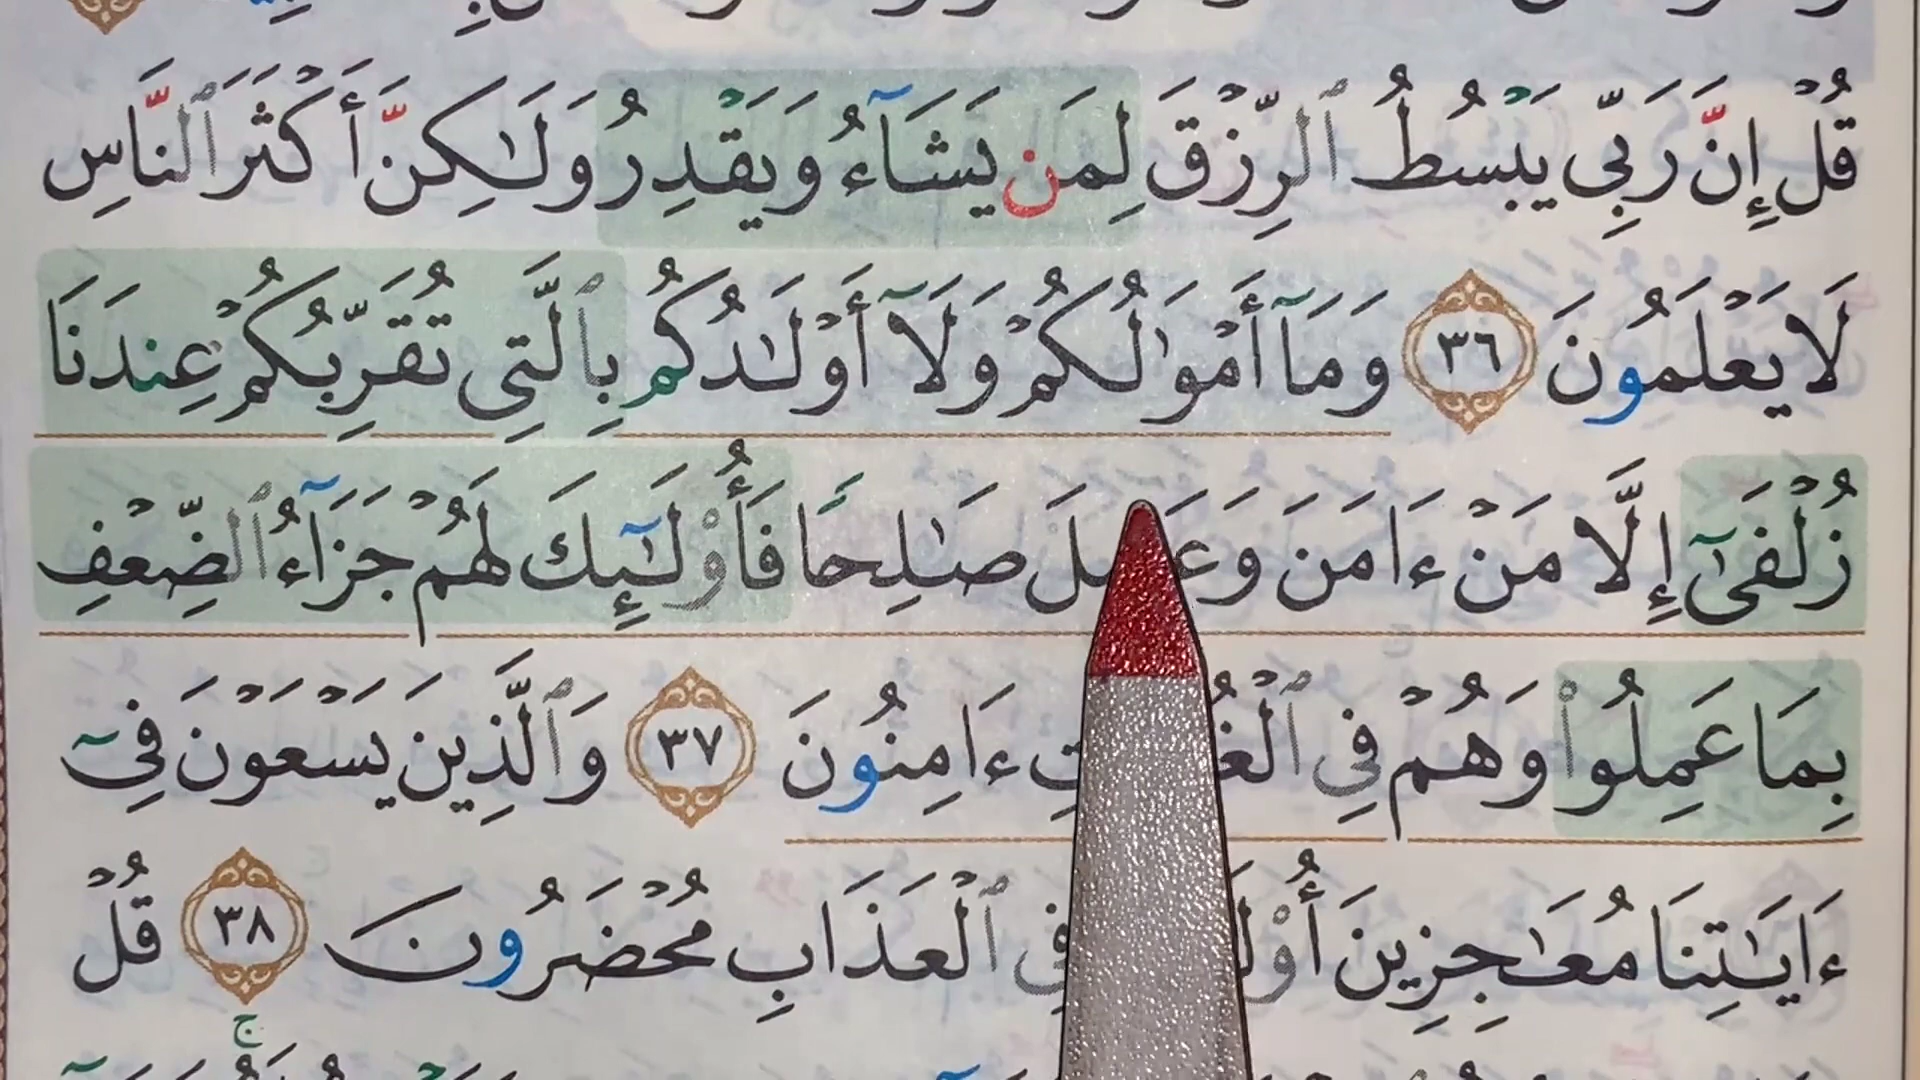 قُلْ إِنَّ رَبِّي يَبْسُطُ ٱلرِّزْقَ لِمَن يَشَآءُ وَيَقْدِرُ وَلَـٰكِنَّ أَكْثَرَ ٱلنَّاسِ
لَا يَعْلَمُونَ ٣٦ وَمَآ أَمْوَٰلُكُمْ وَلَآ أَوْلَـٰدُكُم بِٱلَّتِي تُقَرِّبُكُمْ عِندَنَا
زُلْفَىٰٓ إِلَّا مَنْ ءَامَنَ وَعَمِلَ صَـٰلِحًا فَأُو۟لَـٰٓئِكَ لَهُمْ جَزَآءُ ٱلضِّعْفِ
بِمَا عَمِلُوا۟ وَهُمْ فِي ءَامِنُونَ ٣٧ وَٱلَّذِينَ يَسْعَوْنَ فِيٓ
ءَايَـٰتِنَا مُعَـٰجِزِينَ فِي ٱلْعَذَابِ مُحْضَرُونَ ٣٨ قُلْ